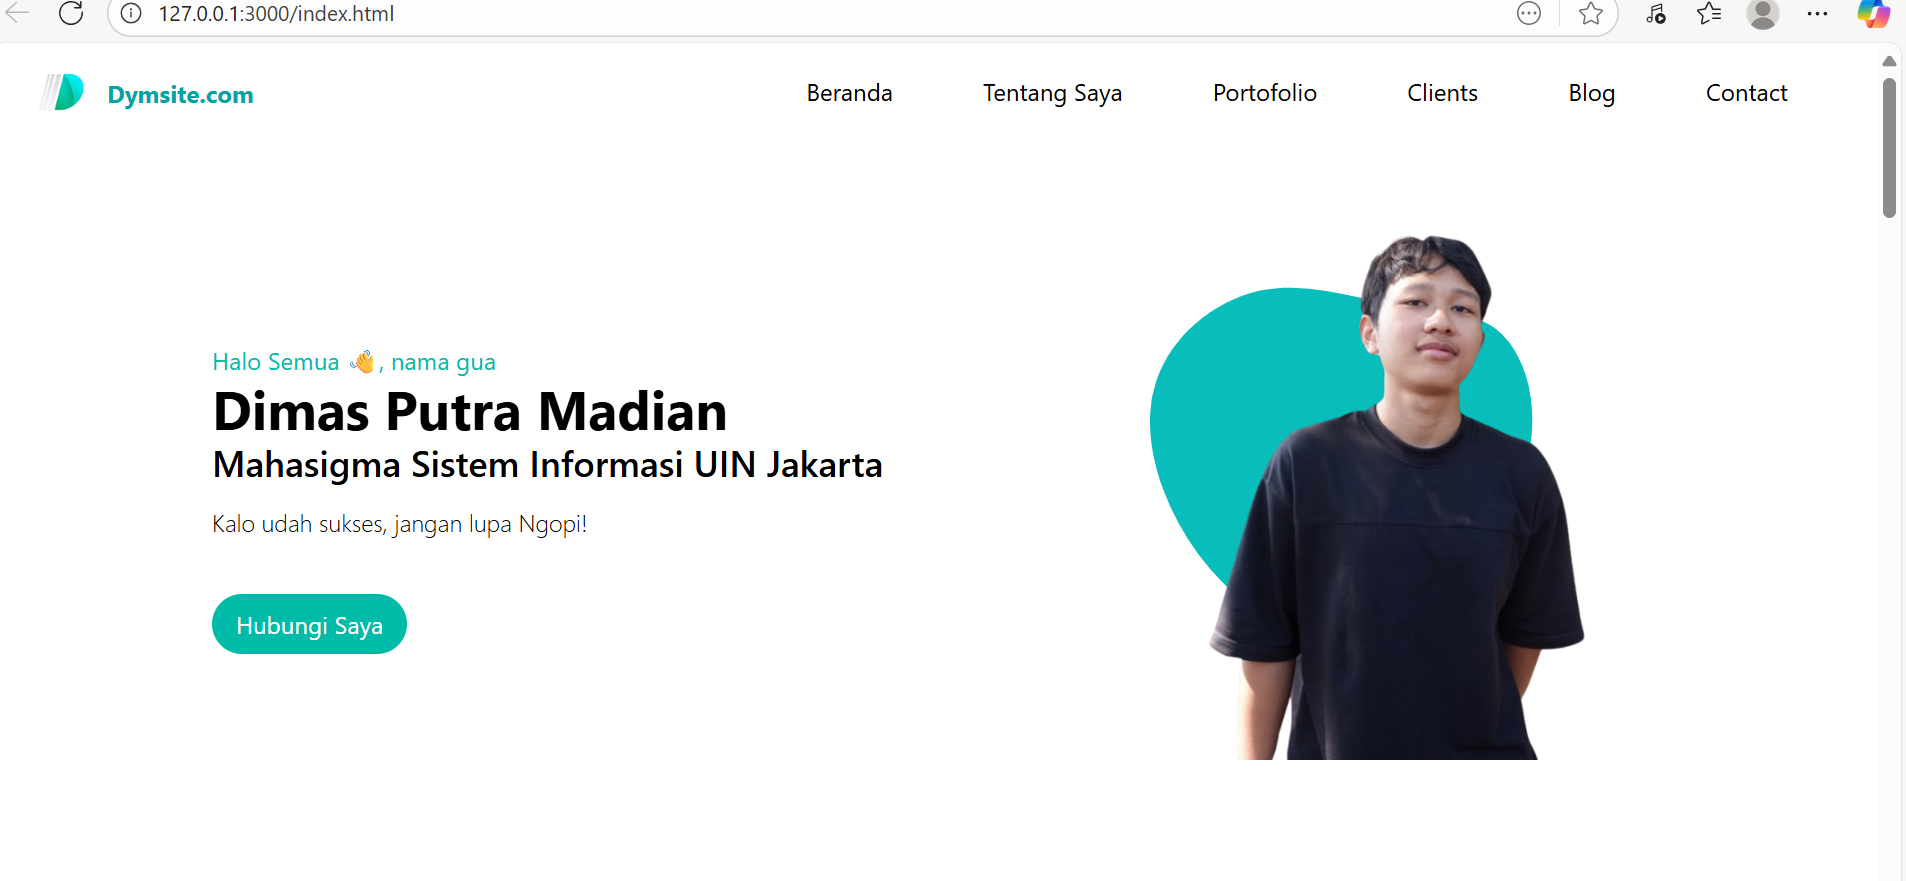 127.0.0.1:3000/index.html
Dymsite.com
Beranda Tentang Saya Portofolio Clients Blog Contact
Halo Semua 👋, nama gua
Dimas Putra Madian
Mahasigma Sistem Informasi UIN Jakarta
Kalo udah sukses, jangan lupa Ngopi!
Hubungi Saya